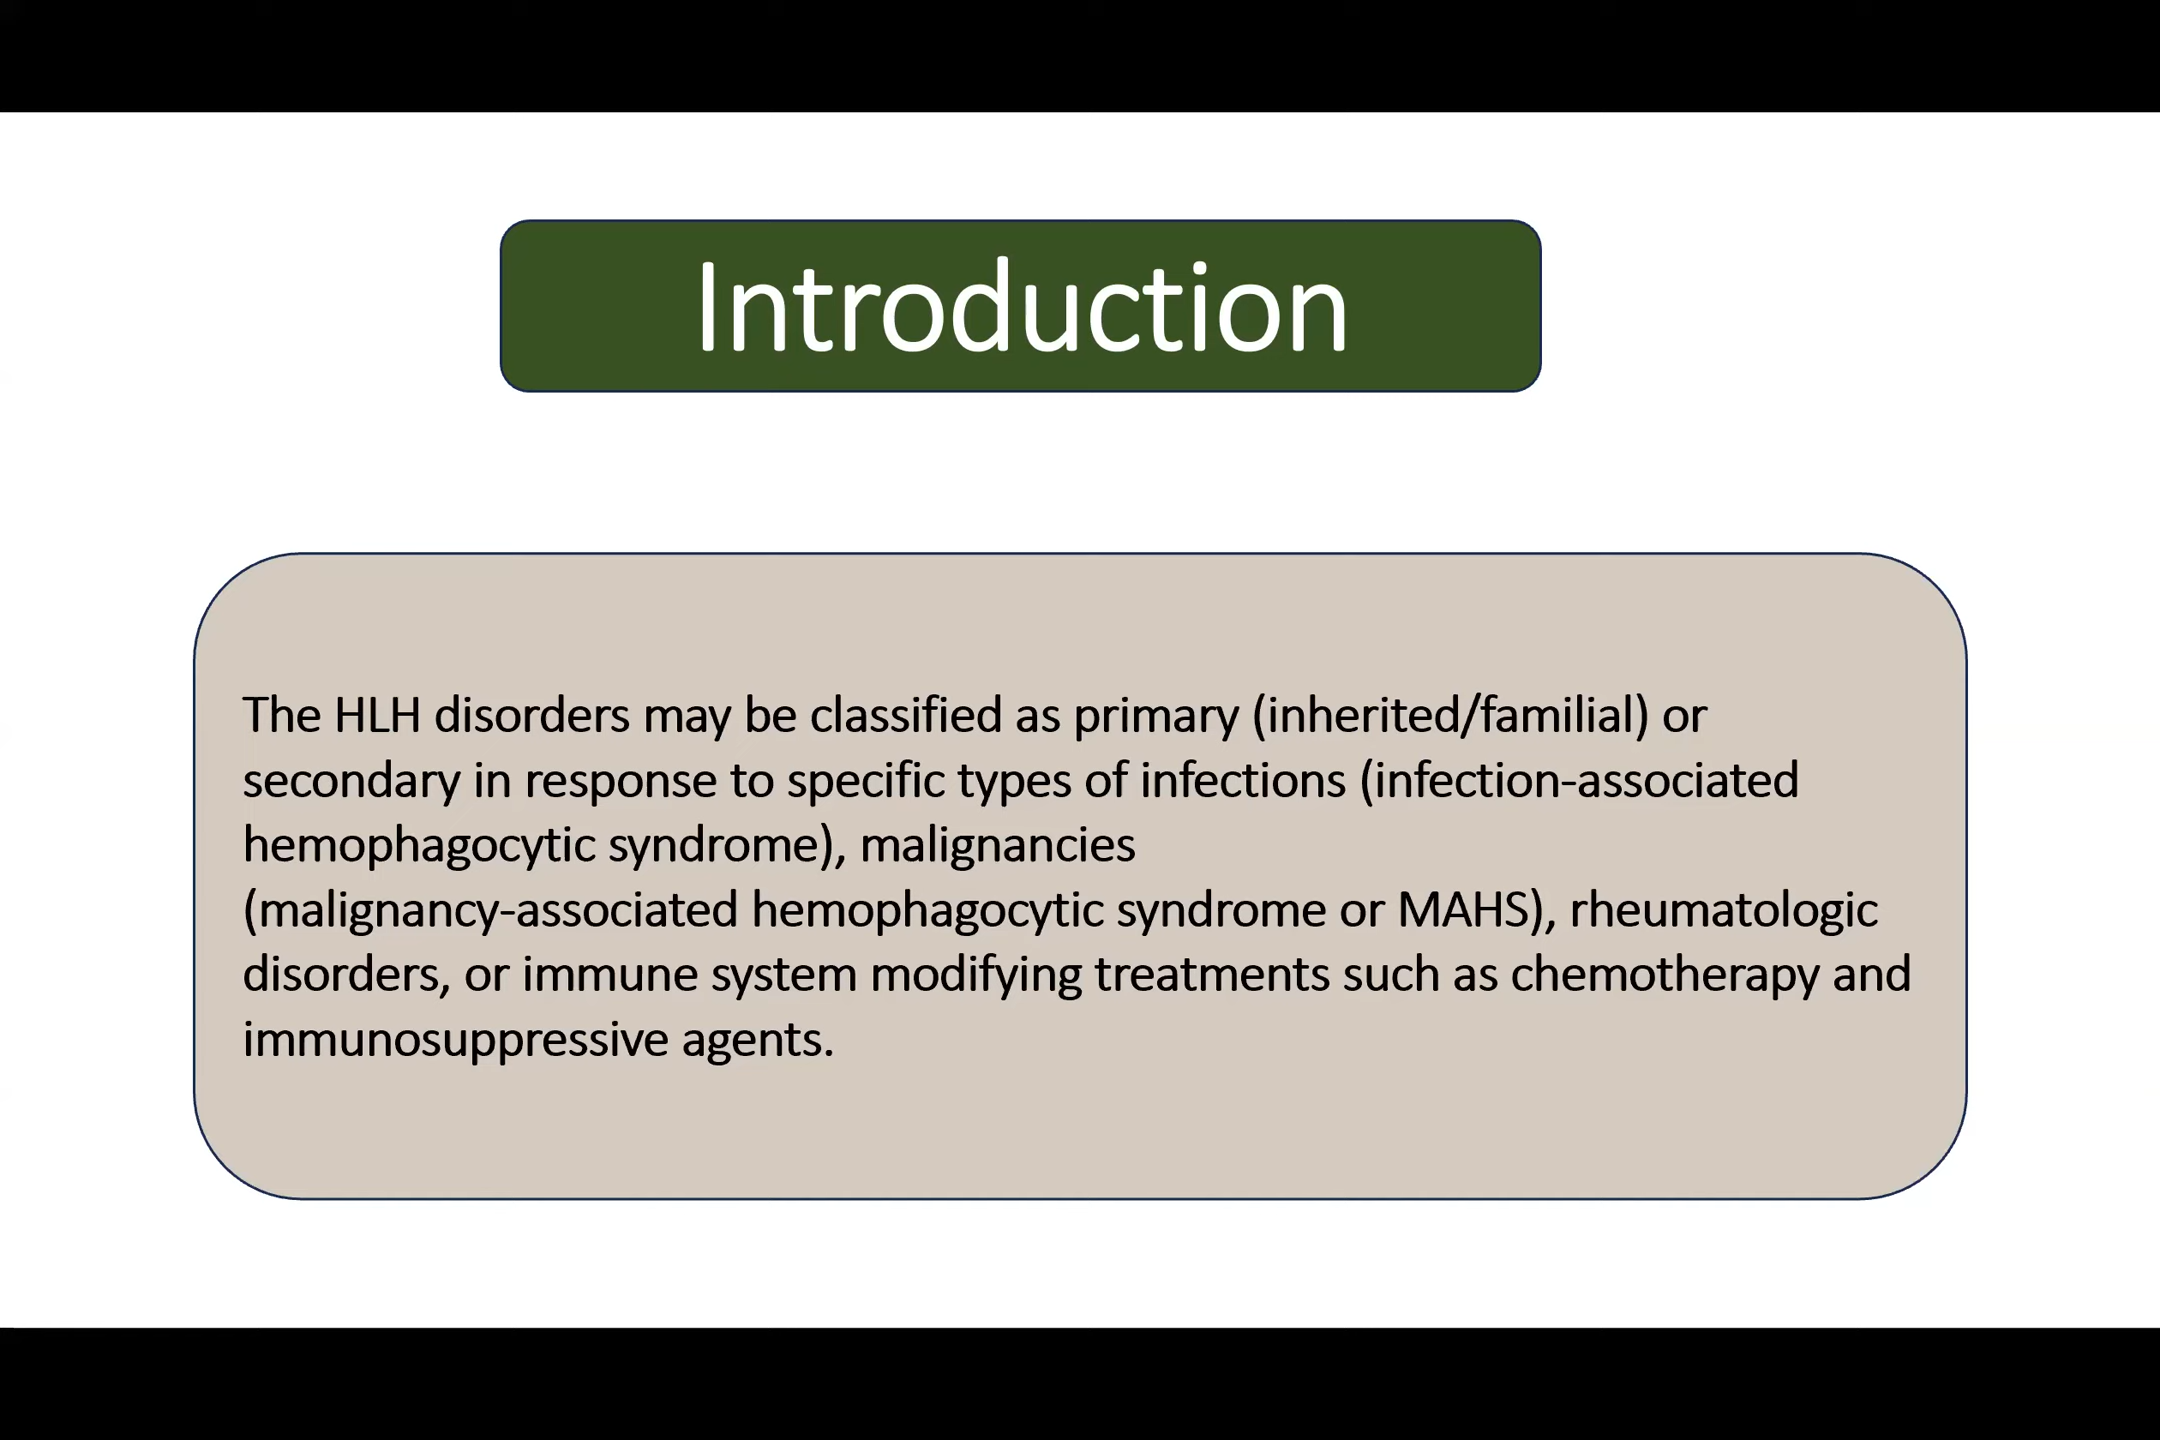 Introduction
The HLH disorders may be classified as primary (inherited/familial) or
secondary in response to specific types of infections (infection-associated
hemophagocytic syndrome), malignancies
(malignancy-associated hemophagocytic syndrome or MAHS), rheumatologic
disorders, or immune system modifying treatments such as chemotherapy and
immunosuppressive agents.